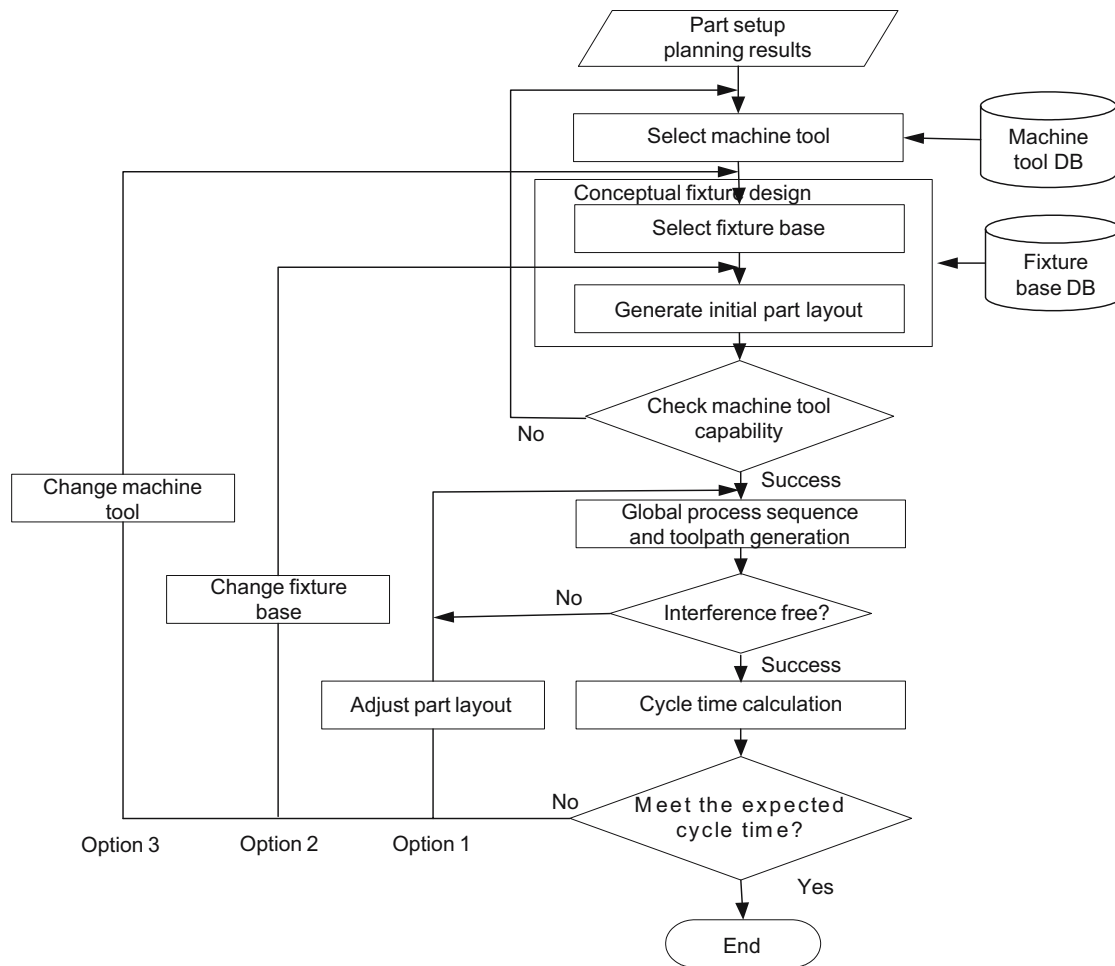 Part setup
planning results
Select machine tool
Machine
tool DB
Conceptual fixture design
Select fixture base
Fixture
base DB
Generate initial part layout
Check machine tool
capability
No
Success
Change machine
tool
Global process sequence
and toolpath generation
Change fixture
base
No
Interference free?
Success
Adjust part layout
Cycle time calculation
No
Meet the expected
cycle time?
Option 3
Option 2
Option 1
Yes
End